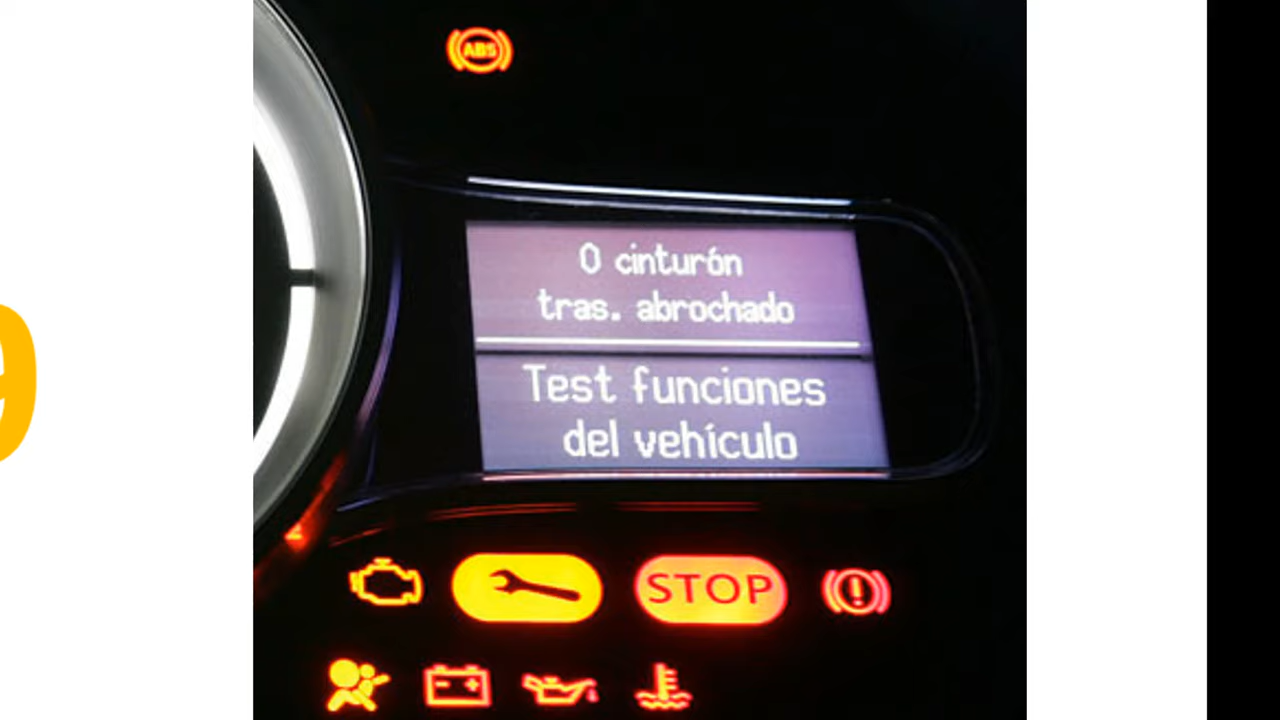 ABS
0 cinturón
tras. abrochado
Test funciones
del vehículo
STOP